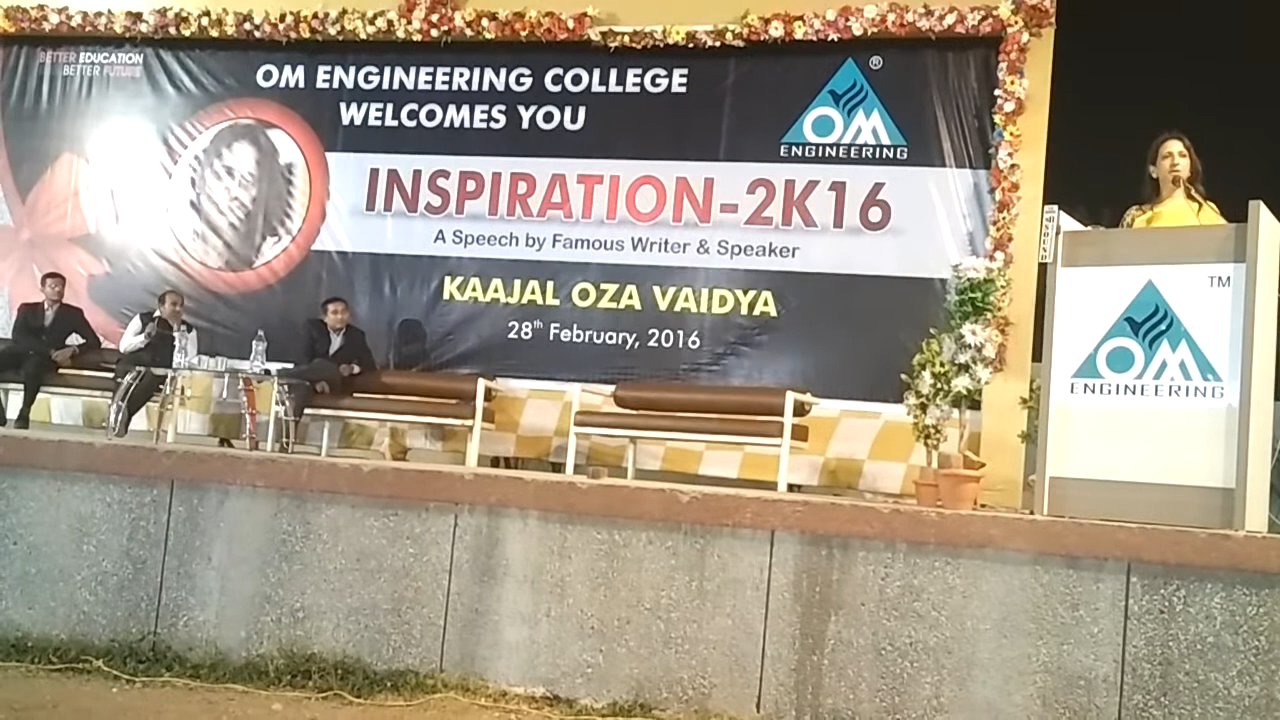 BETTER EDUCATION
BETTER FUTURE
OM ENGINEERING COLLEGE
WELCOMES YOU
®
OM
ENGINEERING
INSPIRATION-2K16
A Speech by Famous Writer & Speaker
KAAJAL OZA VAIDYA
28th February, 2016
TM
OM
ENGINEERING